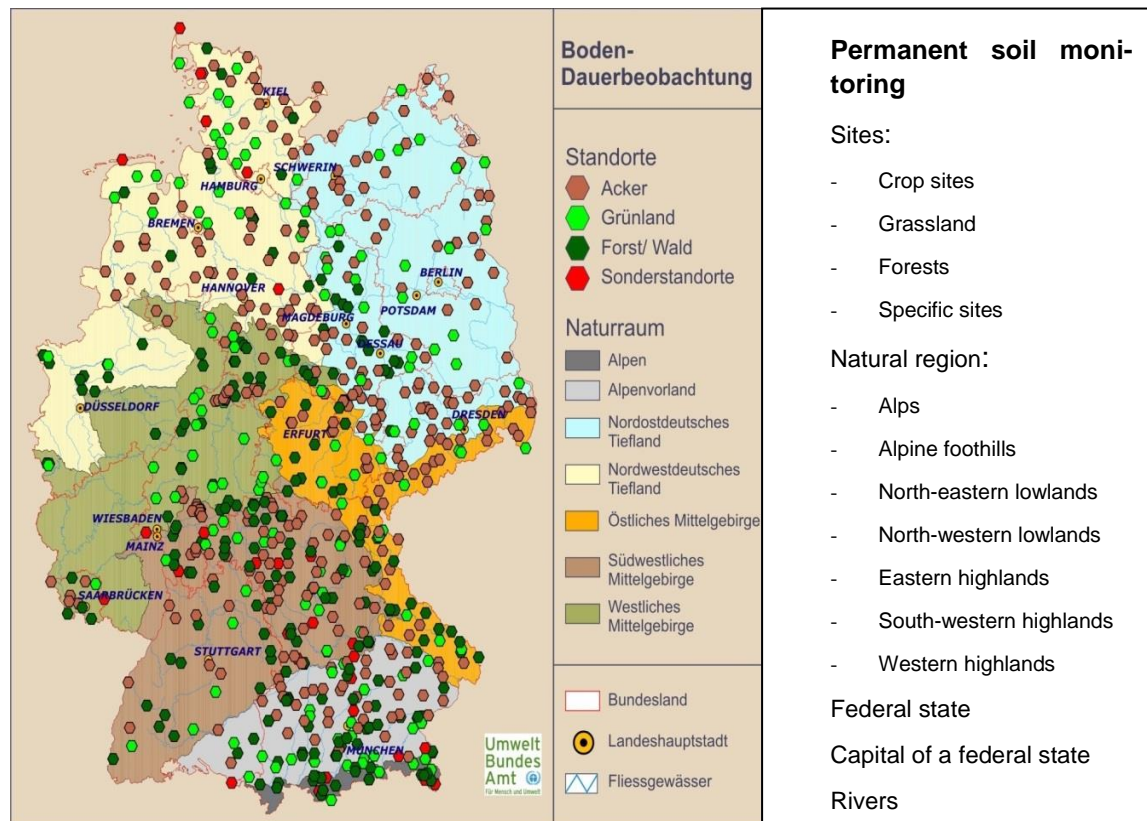 KIEL
SCHWERIN
HAMBURG
BREMEN
BERLIN
HANNOVER
POTSDAM
MAGDEBURG
DESSAU
DÜSSELDORF
DRESDEN
ERFURT
WIESBADEN
MAINZ
SAARBRÜCKEN
STUTTGART
MÜNCHEN
Umwelt
Bundes
Amt
Für Mensch und Umwelt
Boden-
Dauerbeobachtung
Standorte
Acker
Grünland
Forst/ Wald
Sonderstandorte
Naturraum
Alpen
Alpenvorland
Nordostdeutsches
Tiefland
Nordwestdeutsches
Tiefland
Östliches Mittelgebirge
Südwestliches
Mittelgebirge
Westliches
Mittelgebirge
Bundesland
Landeshauptstadt
Fliessgewässer
Permanent soil moni-
toring
Sites:
- Crop sites
- Grassland
- Forests
- Specific sites
Natural region:
- Alps
- Alpine foothills
- North-eastern lowlands
- North-western lowlands
- Eastern highlands
- South-western highlands
- Western highlands
Federal state
Capital of a federal state
Rivers